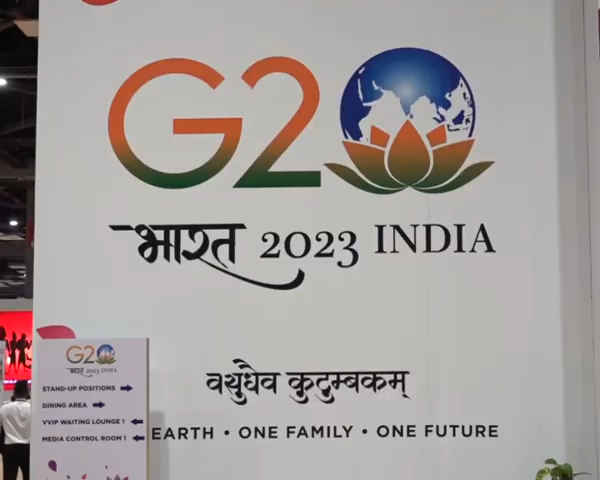 G20
भारत 2023 INDIA
वसुधैव कुटुम्बकम्
EARTH • ONE FAMILY • ONE FUTURE
G20
भारत 2023 INDIA
STAND-UP POSITIONS
DINING AREA
VVIP WAITING LOUNGE 1
MEDIA CONTROL ROOM 1